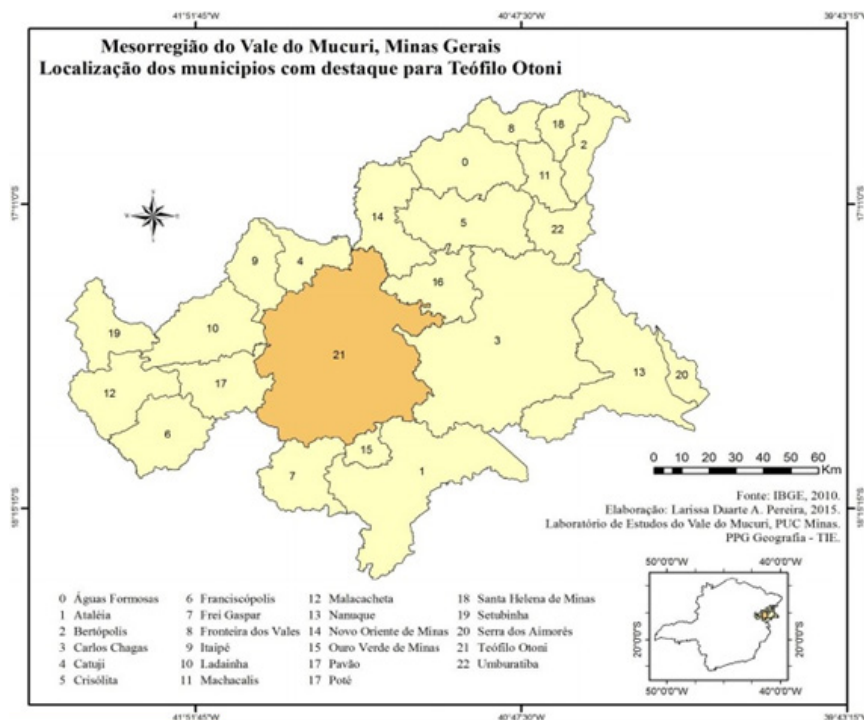 41°51'45"W 40°47'30"W 39°43'15"W
Mesorregião do Vale do Mucuri, Minas Gerais
Localização dos municipios com destaque para Teófilo Otoni
17°11'0"S
17°11'0"S
8
18
2
0
11
14
5
22
9
4
16
19
10
21
3
13
20
12
17
6
7
15
1
0 10 20 30 40 50 60
Km
18°15'15"S
18°15'15"S
Fonte: IBGE, 2010.
Elaboração: Larissa Duarte A. Pereira, 2015.
Laboratório de Estudos do Vale do Mucuri, PUC Minas.
PPG Geografia - TIE.
0 Águas Formosas
1 Ataléia
2 Bertópolis
3 Carlos Chagas
4 Catuji
5 Crisólita
6 Franciscópolis
7 Frei Gaspar
8 Fronteira dos Vales
9 Itaipé
10 Ladainha
11 Machacalis
12 Malacacheta
13 Nanuque
14 Novo Oriente de Minas
15 Ouro Verde de Minas
17 Pavão
17 Poté
18 Santa Helena de Minas
19 Setubinha
20 Serra dos Aimorés
21 Teófilo Otoni
22 Umburatiba
50°0'0"W 40°0'0"W
20°0'0"S
20°0'0"S
50°0'0"W 40°0'0"W
41°51'45"W 40°47'30"W 39°43'15"W